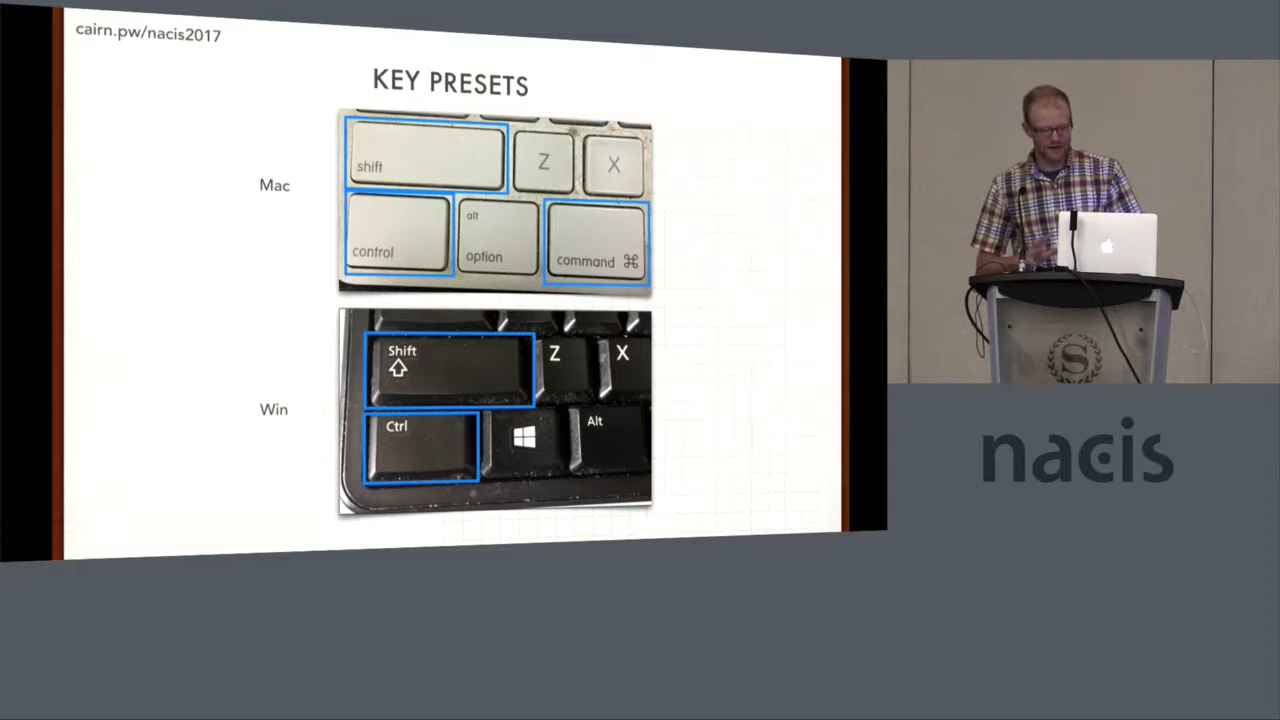 cairn.pw/nacis2017
KEY PRESETS
Mac
shift
Z
X
control
alt
option
command ⌘
Win
Shift
Z
X
Ctrl
Alt
S
nacis